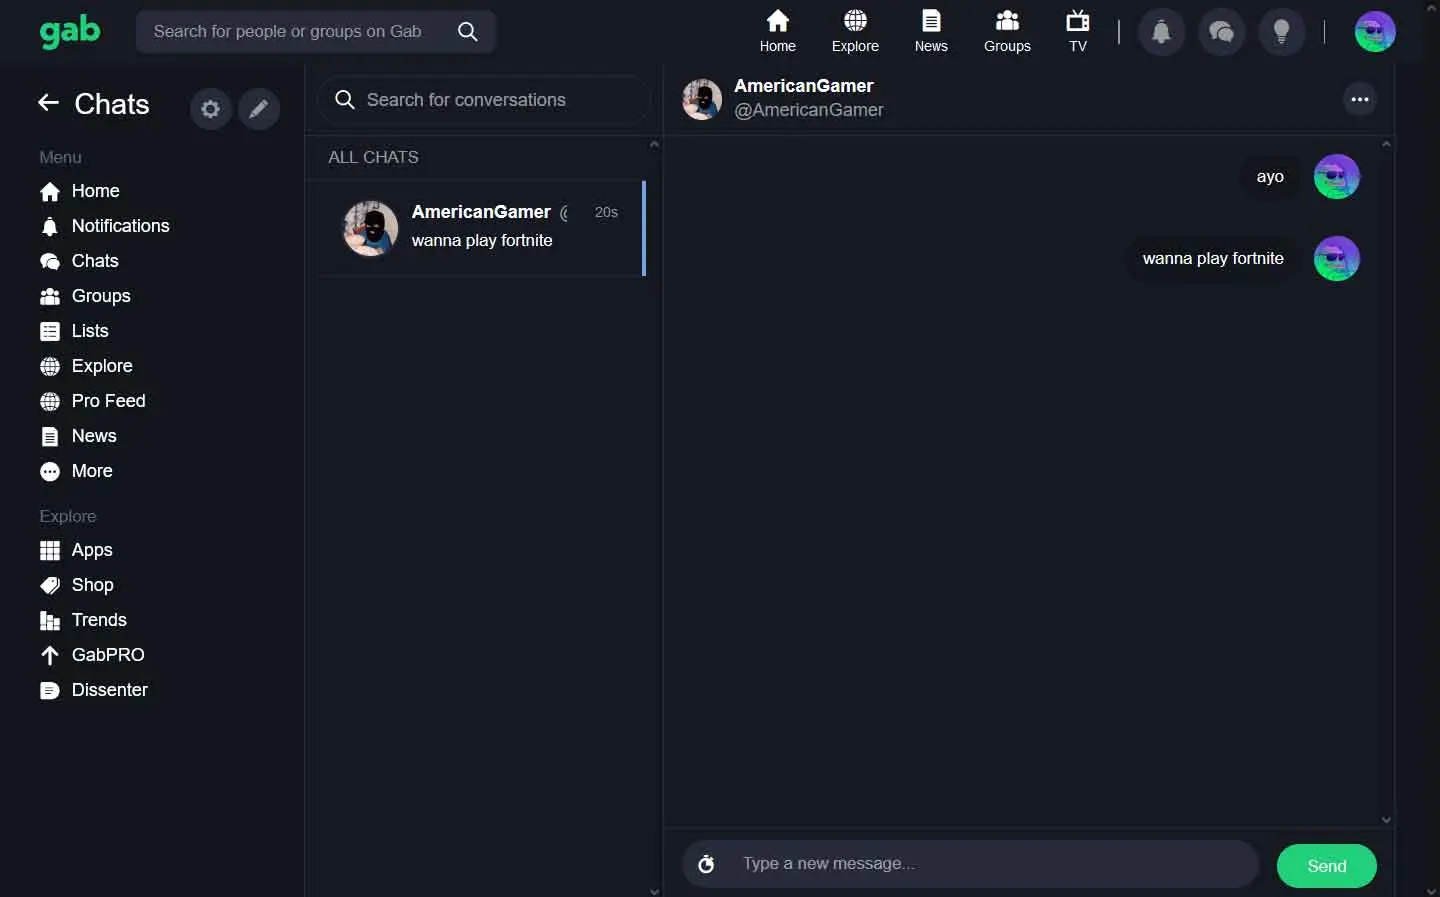 gab
Search for people or groups on Gab
Home
Explore
News
Groups
TV
Chats
Menu
Home
Notifications
Chats
Groups
Lists
Explore
Pro Feed
News
More
Explore
Apps
Shop
Trends
GabPRO
Dissenter
Search for conversations
ALL CHATS
AmericanGamer @ 20s
wanna play fortnite
AmericanGamer
@AmericanGamer
ayo
wanna play fortnite
Type a new message...
Send